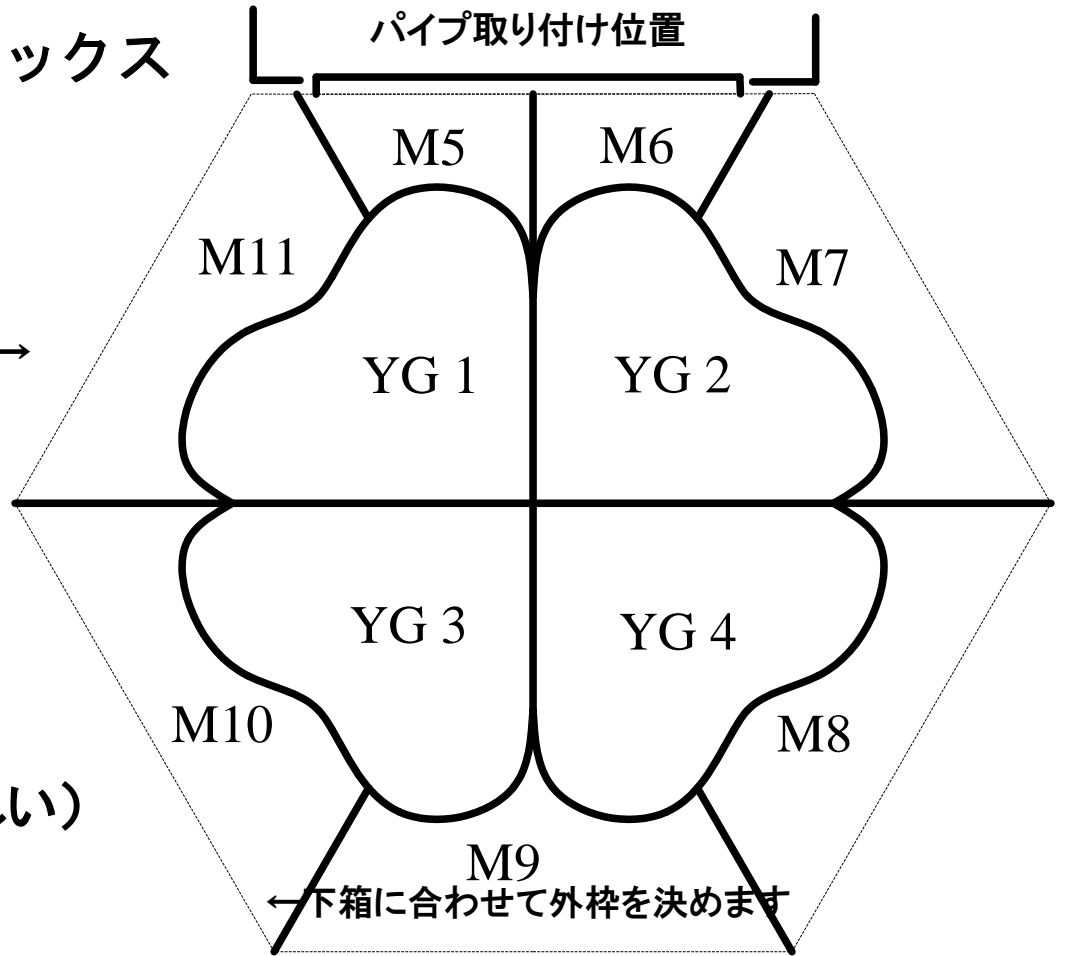 パイプ取り付け位置
ックス
M5
M6
M11
M7
→
YG 1
YG 2
YG 3
YG 4
M10
M8
い）
M9
←下箱に合わせて外枠を決めます